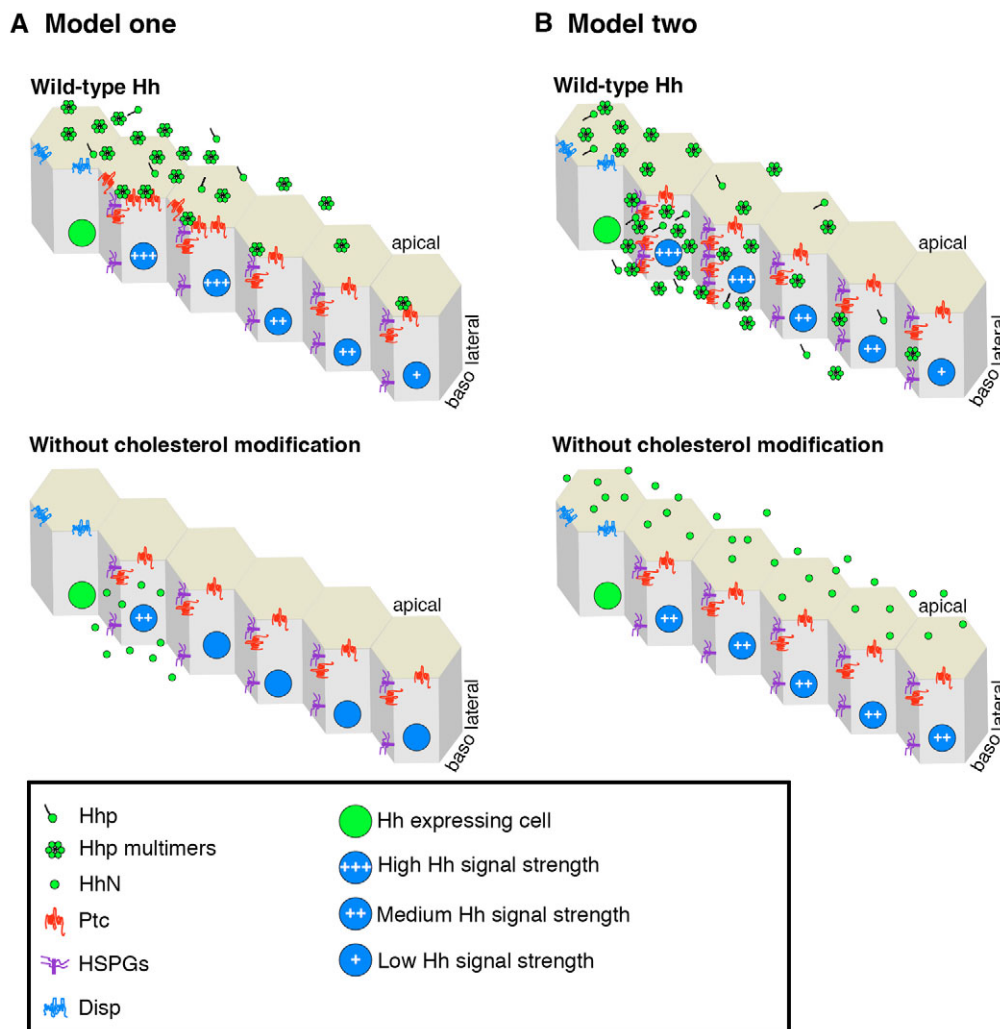 A Model one
Wild-type Hh
+++
+++
++
++
+
apical
baso lateral
Without cholesterol modification
++
apical
baso lateral
B Model two
Wild-type Hh
+++
+++
++
++
+
apical
baso lateral
Without cholesterol modification
++
++
++
++
++
apical
baso lateral
Hhp
Hhp multimers
HhN
Ptc
HSPGs
Disp
Hh expressing cell
+++ High Hh signal strength
++ Medium Hh signal strength
+ Low Hh signal strength